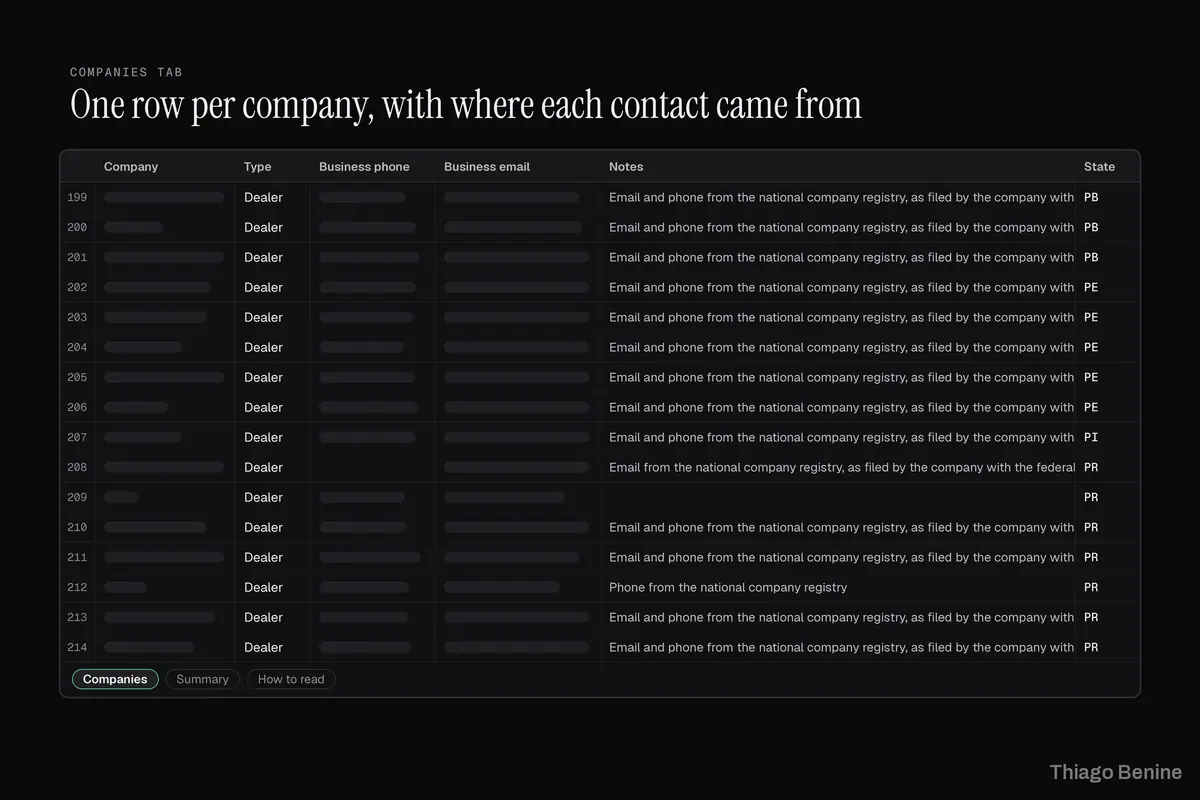 COMPANIES TAB
One row per company, with where each contact came from
Company Type Business phone Business email Notes State
199 Dealer Email and phone from the national company registry, as filed by the company with PB
200 Dealer Email and phone from the national company registry, as filed by the company with PB
201 Dealer Email and phone from the national company registry, as filed by the company with PB
202 Dealer Email and phone from the national company registry, as filed by the company with PE
203 Dealer Email and phone from the national company registry, as filed by the company with PE
204 Dealer Email and phone from the national company registry, as filed by the company with PE
205 Dealer Email and phone from the national company registry, as filed by the company with PE
206 Dealer Email and phone from the national company registry, as filed by the company with PE
207 Dealer Email and phone from the national company registry, as filed by the company with PI
208 Dealer Email from the national company registry, as filed by the company with the federal PR
209 Dealer PR
210 Dealer Email and phone from the national company registry, as filed by the company with PR
211 Dealer Email and phone from the national company registry, as filed by the company with PR
212 Dealer Phone from the national company registry PR
213 Dealer Email and phone from the national company registry, as filed by the company with PR
214 Dealer Email and phone from the national company registry, as filed by the company with PR
Companies Summary How to read
Thiago Benine